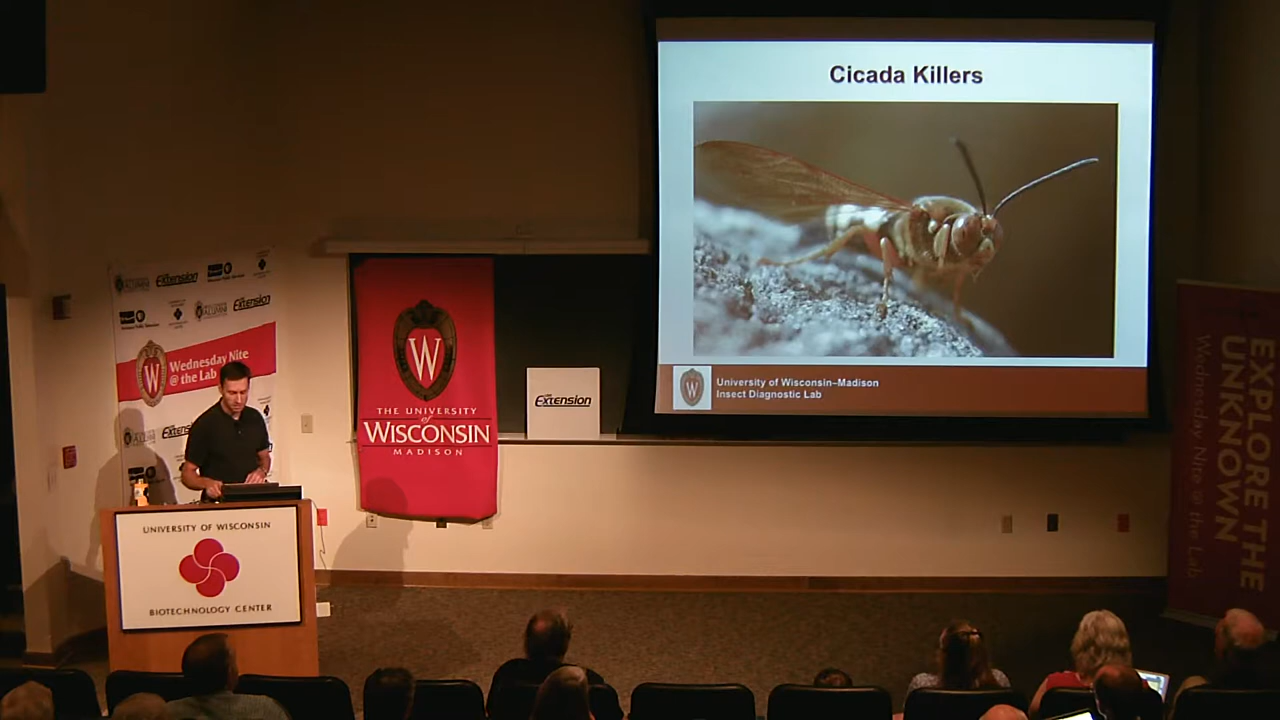 Cicada Killers
University of Wisconsin–Madison
Insect Diagnostic Lab
W
Extension
Extension
Wednesday Nite
@ the Lab
W
THE UNIVERSITY
of
WISCONSIN
MADISON
Extension
UNIVERSITY OF WISCONSIN
BIOTECHNOLOGY CENTER
EXPLORE THE
UNKNOWN
Wednesday Nite @ the Lab